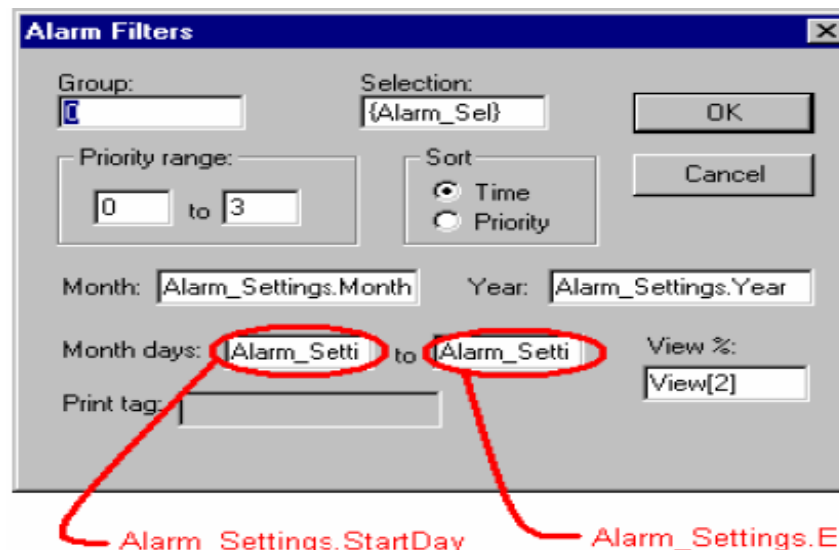 Alarm Filters
Group: Selection:
0 {Alarm_Sel} OK
Priority range: Sort Cancel
0 to 3 Time
Priority
Month: Alarm_Settings.Month Year: Alarm_Settings.Year
Month days: Alarm_Setti to Alarm_Setti View %:
View[2]
Print tag:
Alarm_Settings.StartDay Alarm_Settings.E